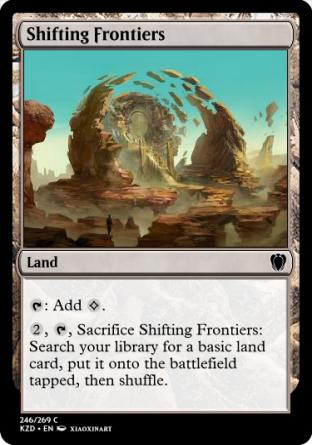 Shifting Frontiers
Land
: Add .
2, , Sacrifice Shifting Frontiers:
Search your library for a basic land
card, put it onto the battlefield
tapped, then shuffle.
246/269 C
KZD • EN XIAOXINART